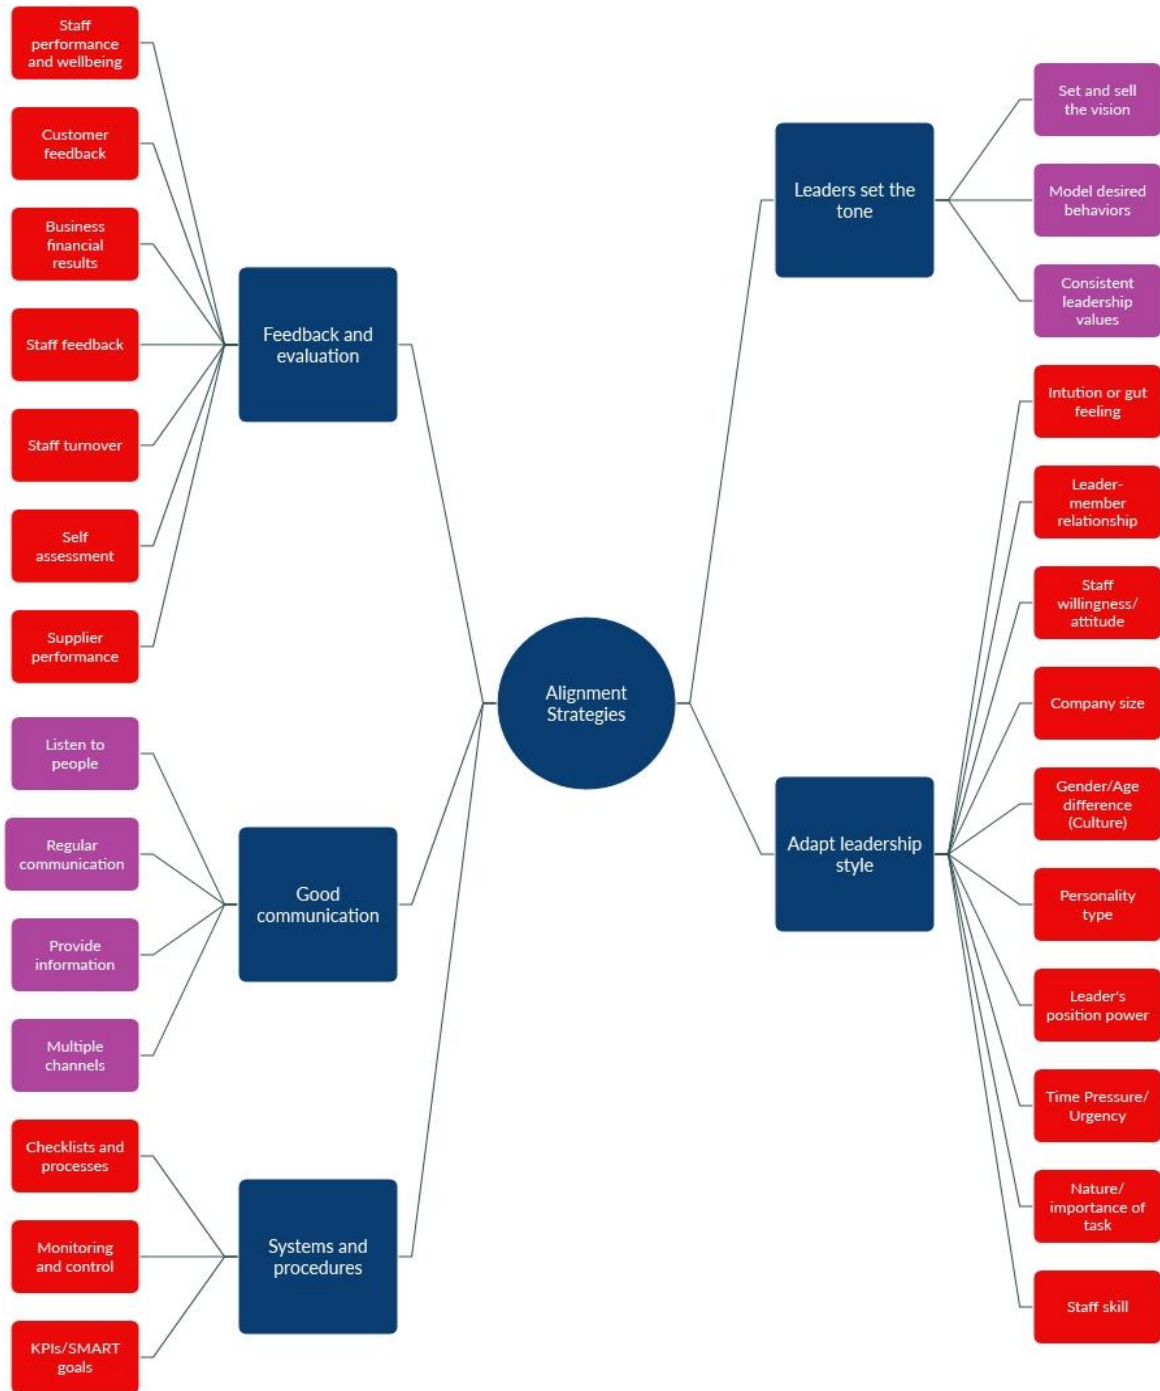 Staff
performance
and wellbeing
Customer
feedback
Business
financial
results
Staff feedback
Staff turnover
Self
assessment
Supplier
performance
Feedback and
evaluation
Listen to
people
Regular
communication
Provide
information
Multiple
channels
Good
communication
Checklists and
processes
Monitoring
and control
KPIs/SMART
goals
Systems and
procedures
Alignment
Strategies
Leaders set the
tone
Set and sell
the vision
Model desired
behaviors
Consistent
leadership
values
Adapt leadership
style
Intution or gut
feeling
Leader-
member
relationship
Staff
willingness/
attitude
Company size
Gender/Age
difference
(Culture)
Personality
type
Leader's
position power
Time Pressure/
Urgency
Nature/
importance of
task
Staff skill